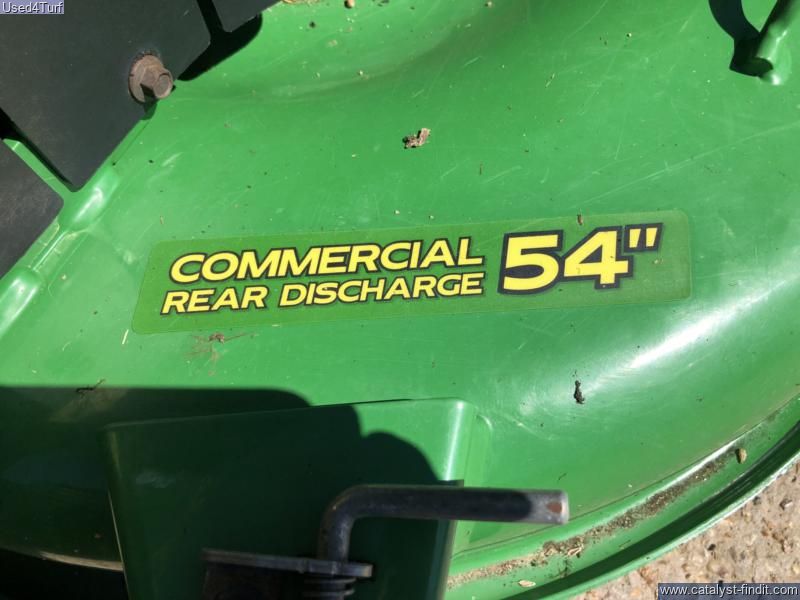 Used4Turf
COMMERCIAL
REAR DISCHARGE 54"
www.catalyst-findit.com